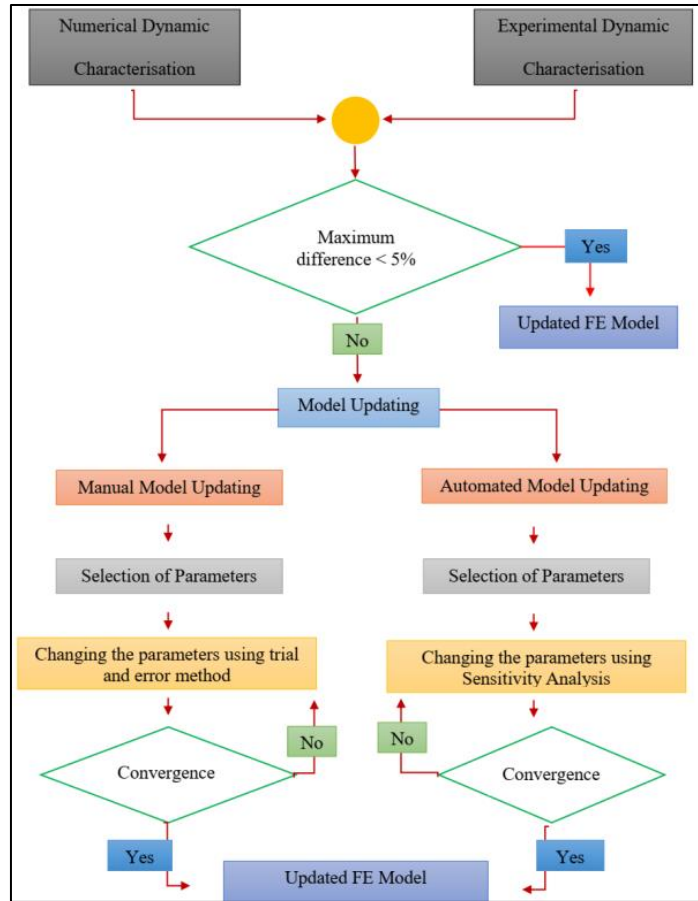 Numerical Dynamic
Characterisation
Experimental Dynamic
Characterisation
Maximum
difference < 5%
Yes
Updated FE Model
No
Model Updating
Manual Model Updating
Automated Model Updating
Selection of Parameters
Selection of Parameters
Changing the parameters using trial
and error method
Changing the parameters using
Sensitivity Analysis
No
No
Convergence
Convergence
Yes
Yes
Updated FE Model